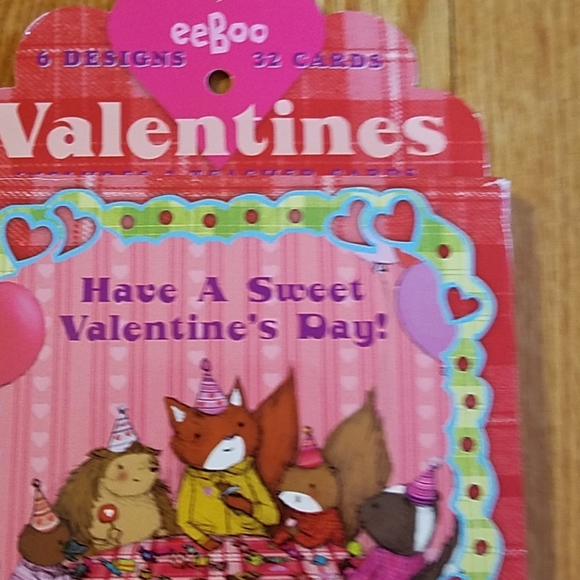 eeBoo
6 DESIGNS 32 CARDS
Valentines
Have A Sweet
Valentine's Day!